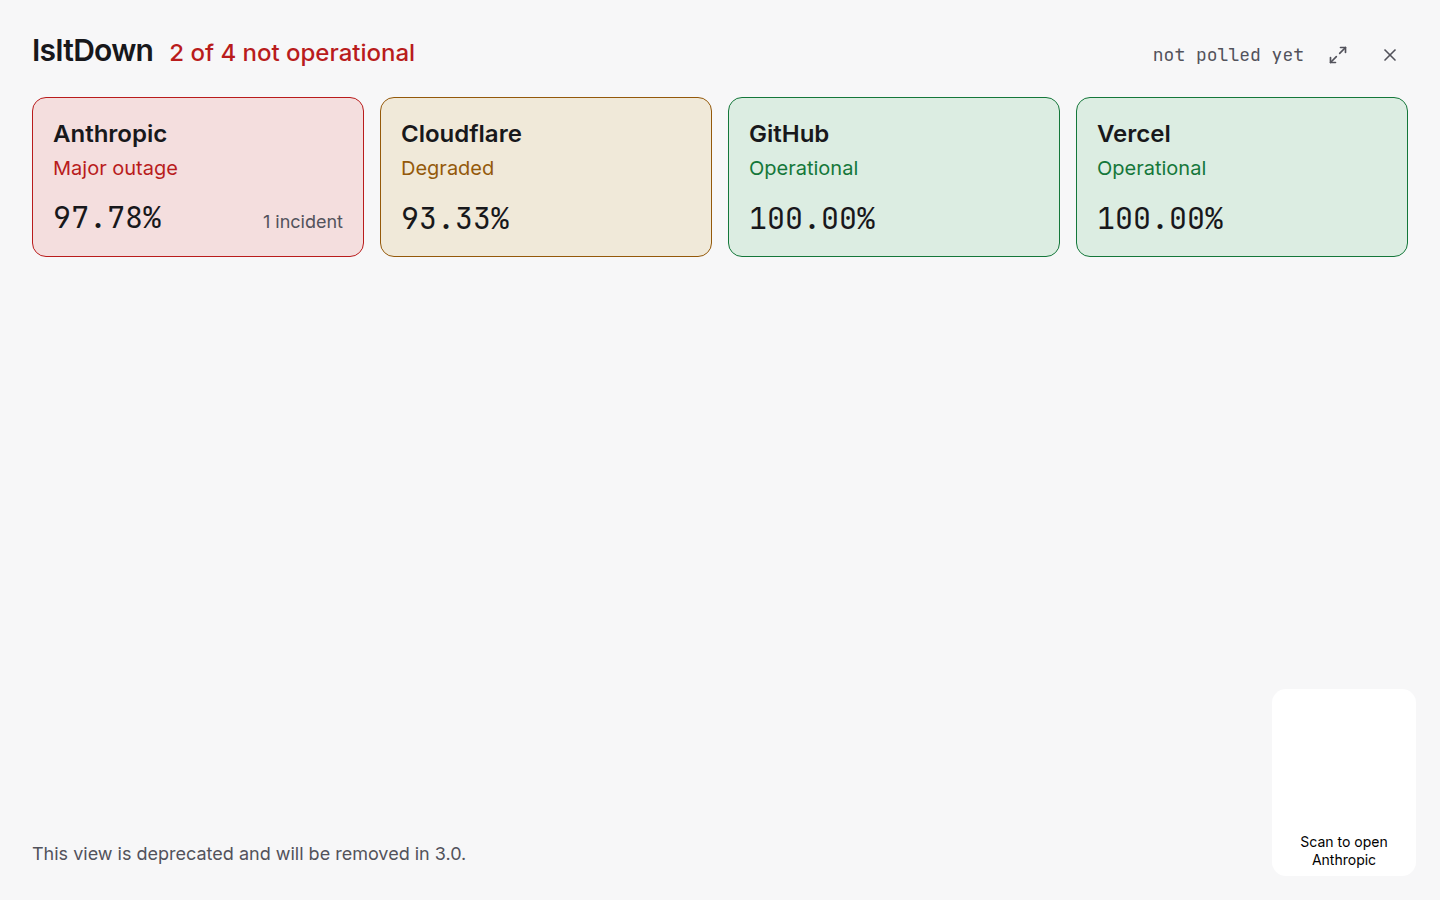 IsItDown 2 of 4 not operational
not polled yet
Anthropic
Major outage
97.78% 1 incident
Cloudflare
Degraded
93.33%
GitHub
Operational
100.00%
Vercel
Operational
100.00%
This view is deprecated and will be removed in 3.0.
Scan to open
Anthropic